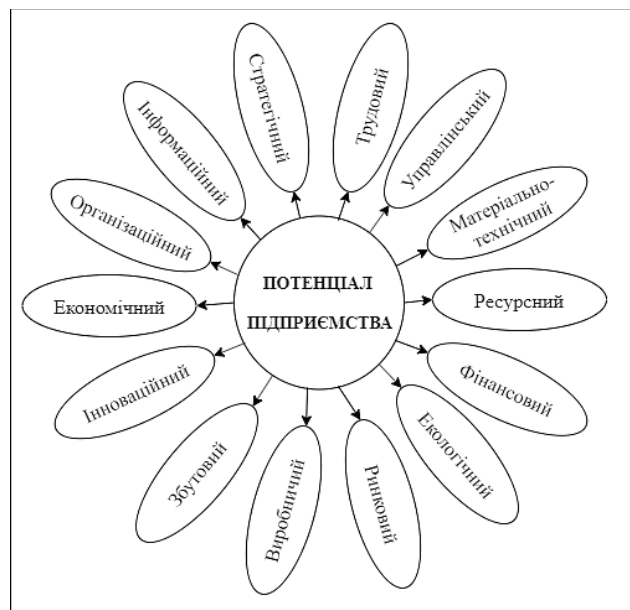 ПОТЕНЦІАЛ
ПІДПРИЄМСТВА
Стратегічний
Трудовий
Управлінський
Матеріально-
технічний
Ресурсний
Фінансовий
Екологічний
Ринковий
Виробничий
Збутовий
Інноваційний
Економічний
Організаційний
Інформаційний